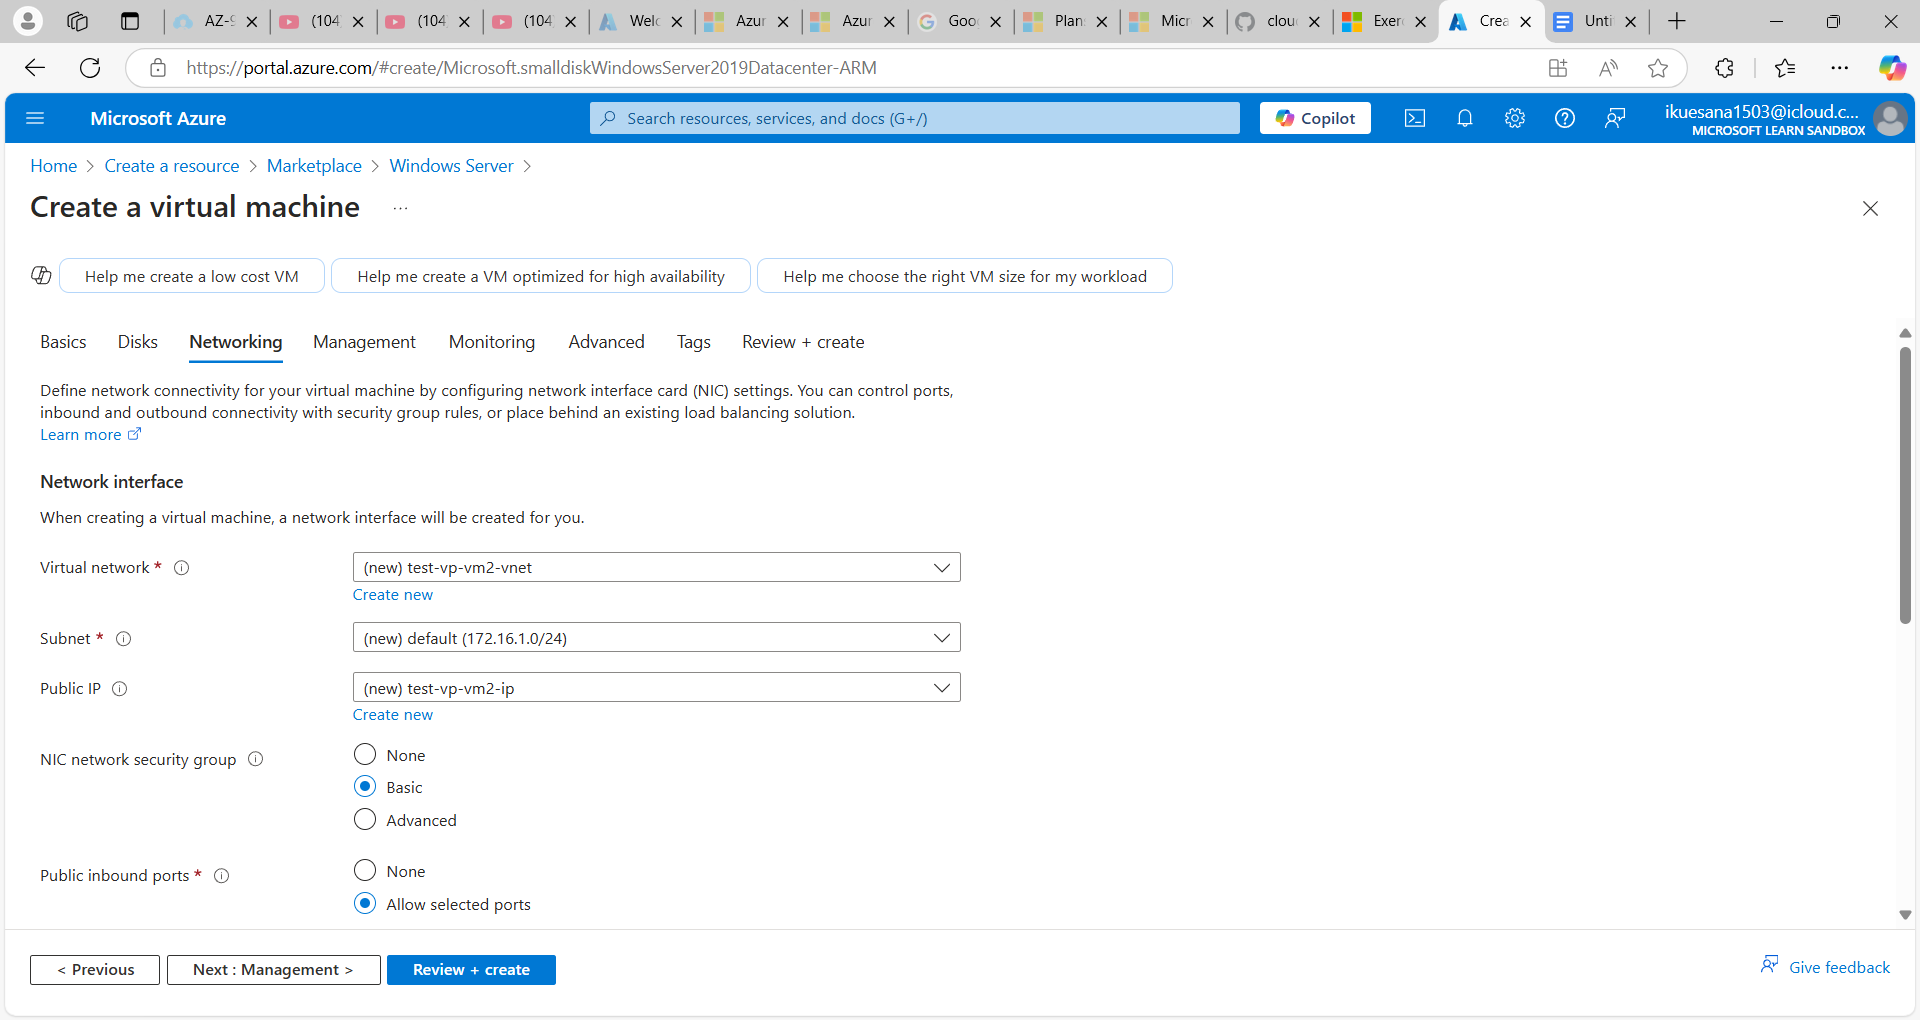 AZ-9
(104
(104
(104
Welc
Azur
Azur
Goo
Plan
Micr
clou
Exer
Crea
Unti
https://portal.azure.com/#create/Microsoft.smalldiskWindowsServer2019Datacenter-ARM
Microsoft Azure
Search resources, services, and docs (G+/)
Copilot
ikuesana1503@icloud.c...
MICROSOFT LEARN SANDBOX
Home > Create a resource > Marketplace > Windows Server >
Create a virtual machine ...
Help me create a low cost VM
Help me create a VM optimized for high availability
Help me choose the right VM size for my workload
Basics Disks Networking Management Monitoring Advanced Tags Review + create
Define network connectivity for your virtual machine by configuring network interface card (NIC) settings. You can control ports,
inbound and outbound connectivity with security group rules, or place behind an existing load balancing solution.
Learn more
Network interface
When creating a virtual machine, a network interface will be created for you.
Virtual network *
(new) test-vp-vm2-vnet
Create new
Subnet *
(new) default (172.16.1.0/24)
Public IP
(new) test-vp-vm2-ip
Create new
NIC network security group
None
Basic
Advanced
Public inbound ports *
None
Allow selected ports
< Previous
Next : Management >
Review + create
Give feedback